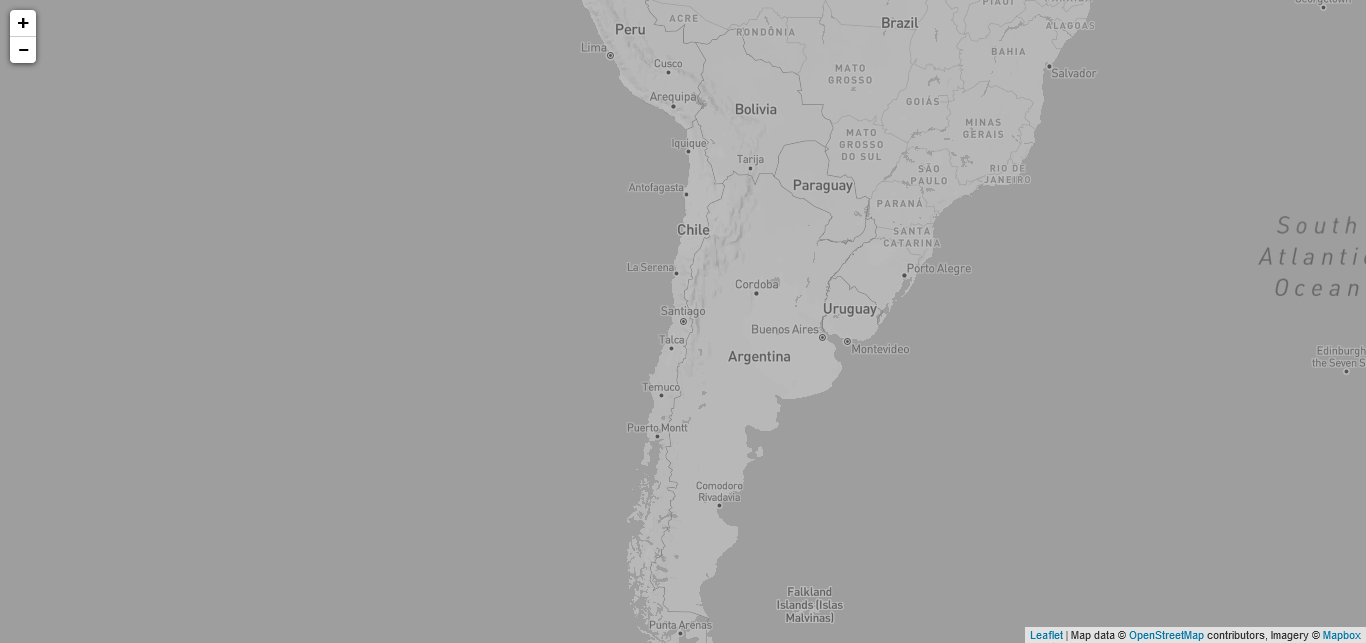 +
−
Peru
ACRE
RONDÔNIA
Brazil
PIAUÍ
ALAGOAS
Georgetown
Lima
Cusco
MATO
GROSSO
BAHIA
Salvador
Arequipa
Bolivia
GOIÁS
MINAS
GERAIS
Iquique
Tarija
MATO
GROSSO
DO SUL
SÃO
PAULO
RIO DE
JANEIRO
Antofagasta
Paraguay
PARANÁ
Chile
SANTA
CATARINA
South
Atlantic
Ocean
La Serena
Cordoba
Porto Alegre
Santiago
Uruguay
Buenos Aires
Talca
Montevideo
Argentina
Edinburgh
the Seven S
Temuco
Puerto Montt
Comodoro
Rivadavia
Falkland
Islands (Islas
Malvinas)
Punta Arenas
Leaflet | Map data © OpenStreetMap contributors, Imagery © Mapbox